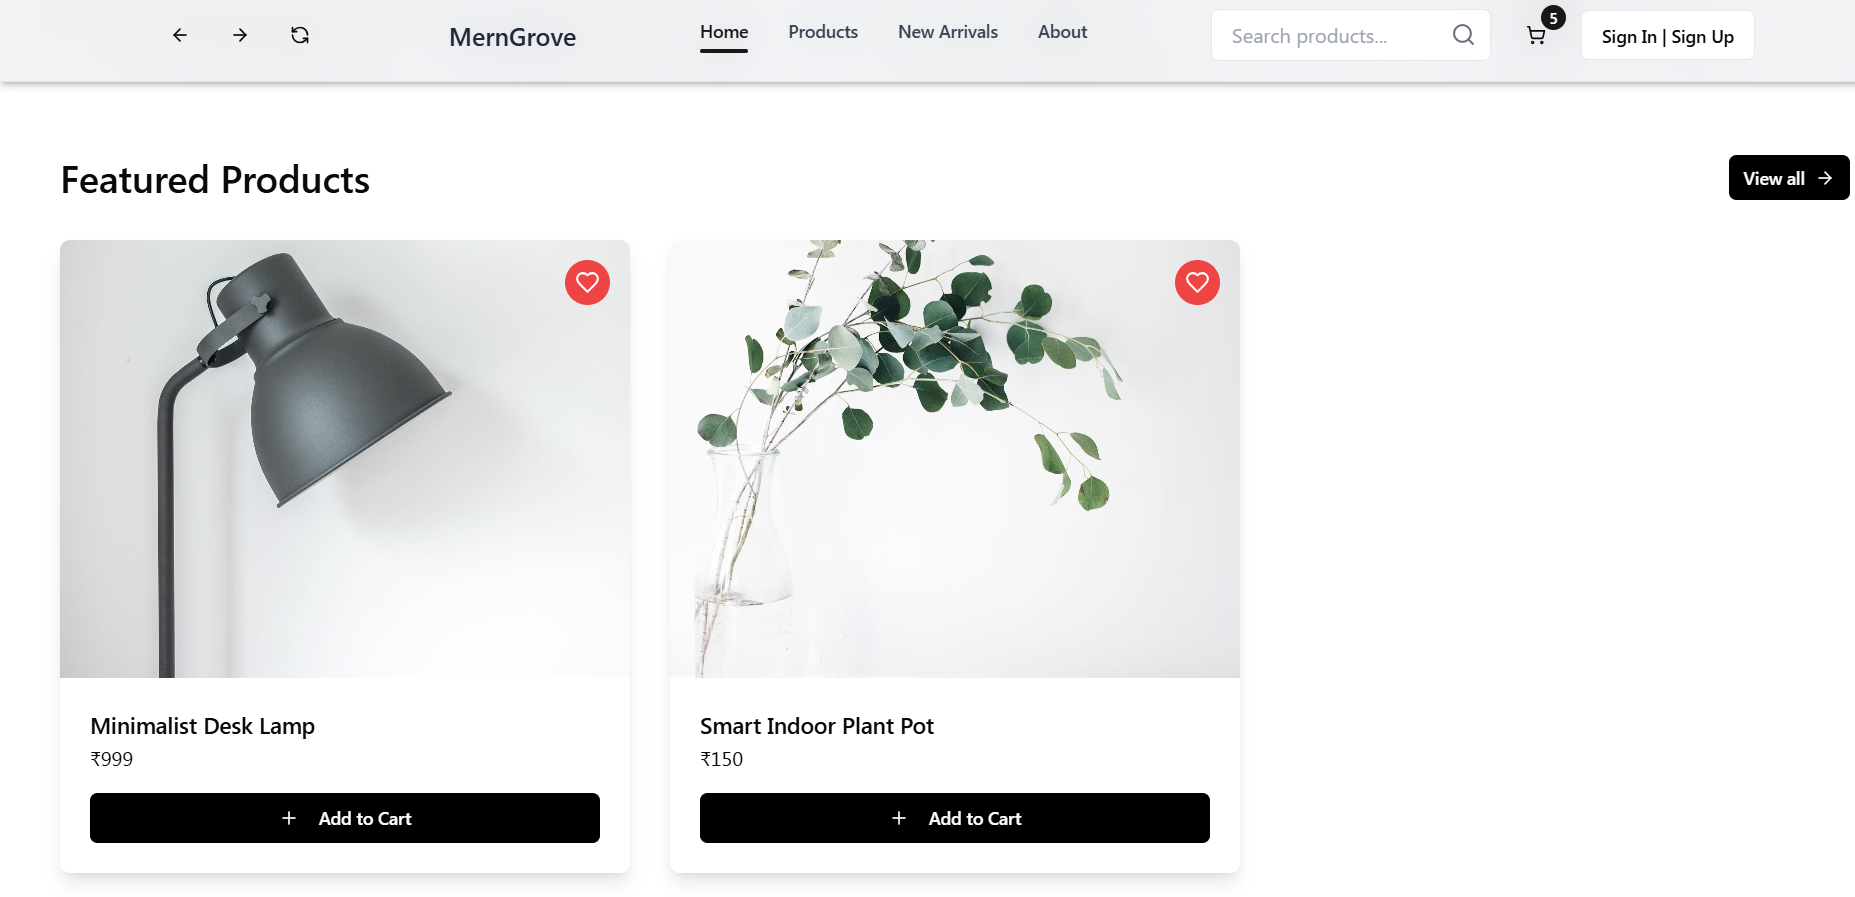 MernGrove
Home
Products
New Arrivals
About
Search products...
5
Sign In | Sign Up
Featured Products
View all
Minimalist Desk Lamp
₹999
Add to Cart
Smart Indoor Plant Pot
₹150
Add to Cart